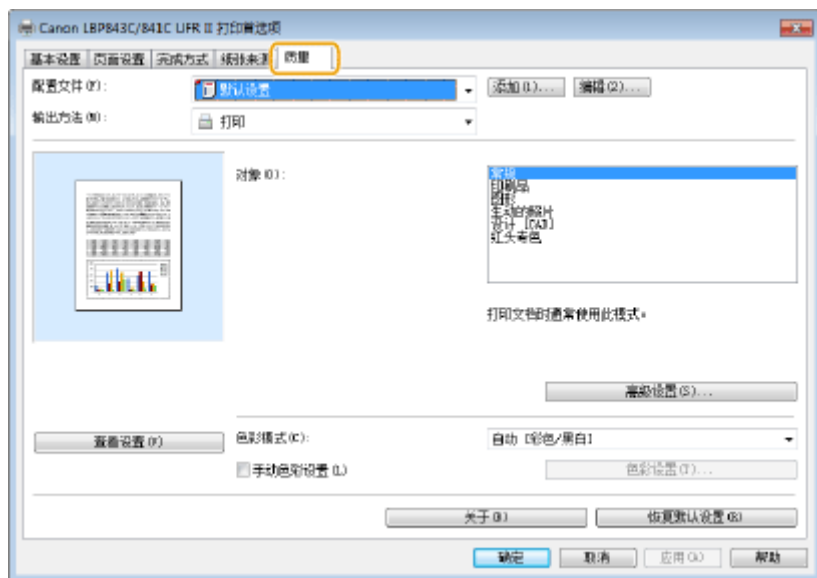 Canon LBP843C/841C UFR II 打印首选项
基本设置 页面设置 完成方式 纸张来源 质量
配置文件(F): 默认设置 添加(1)... 编辑(2)...
输出方法(M): 打印
对象(O):
常规
印刷品
图形
生动的照片
设计 [CAD]
红头专色
打印文档时通常使用此模式。
高级设置(S)...
查看设置(V) 色彩模式(C): 自动 [彩色/黑白]
手动色彩设置(L) 色彩设置(T)...
关于(B) 恢复默认设置(R)
确定 取消 应用(A) 帮助